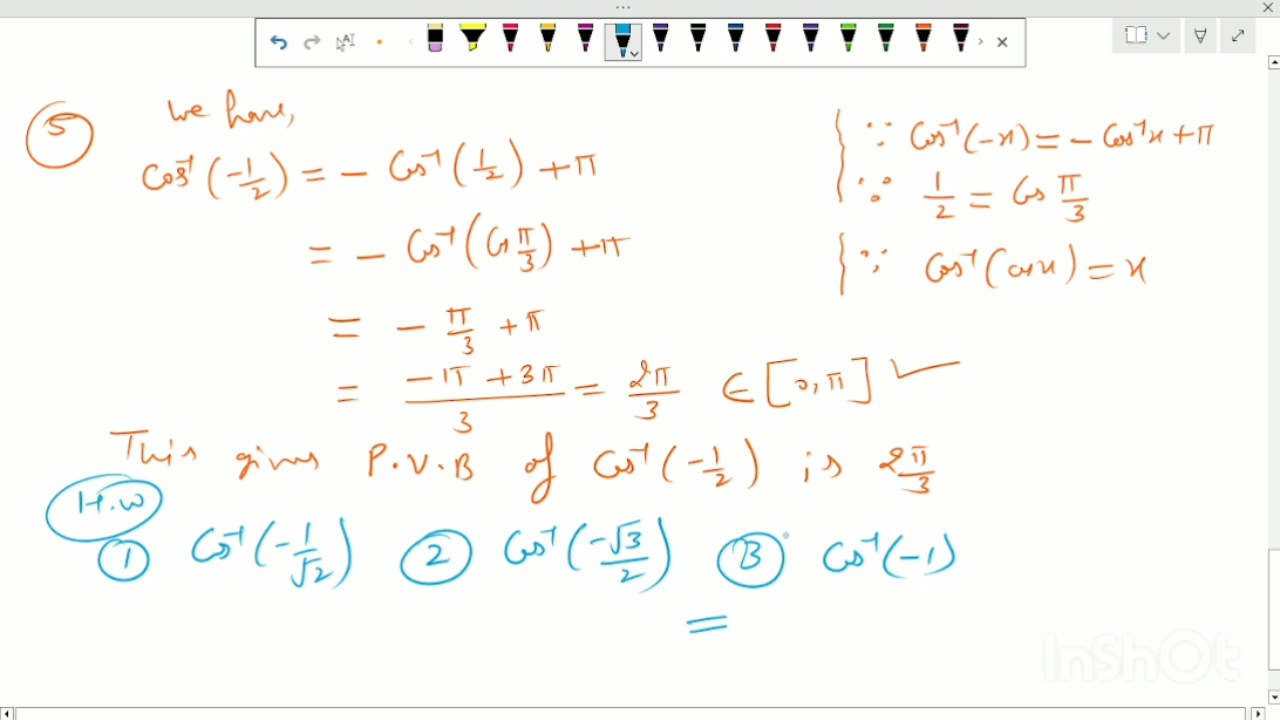 5 We have,
Cos⁻¹(-1/2) = - Cos⁻¹(1/2) + π
= - Cos⁻¹(Cos π/3) + π
= - π/3 + π
= (-1π + 3π)/3 = 2π/3 ∈ [0, π] ✓
∵ Cos⁻¹(-x) = - Cos⁻¹x + π
∵ 1/2 = Cos π/3
∵ Cos⁻¹(cos x) = x
This gives P.V.B of Cos⁻¹(-1/2) is 2π/3
H.W
1 Cos⁻¹(-1/√2) 2 Cos⁻¹(-√3/2) 3 Cos⁻¹(-1)
=
InShOt